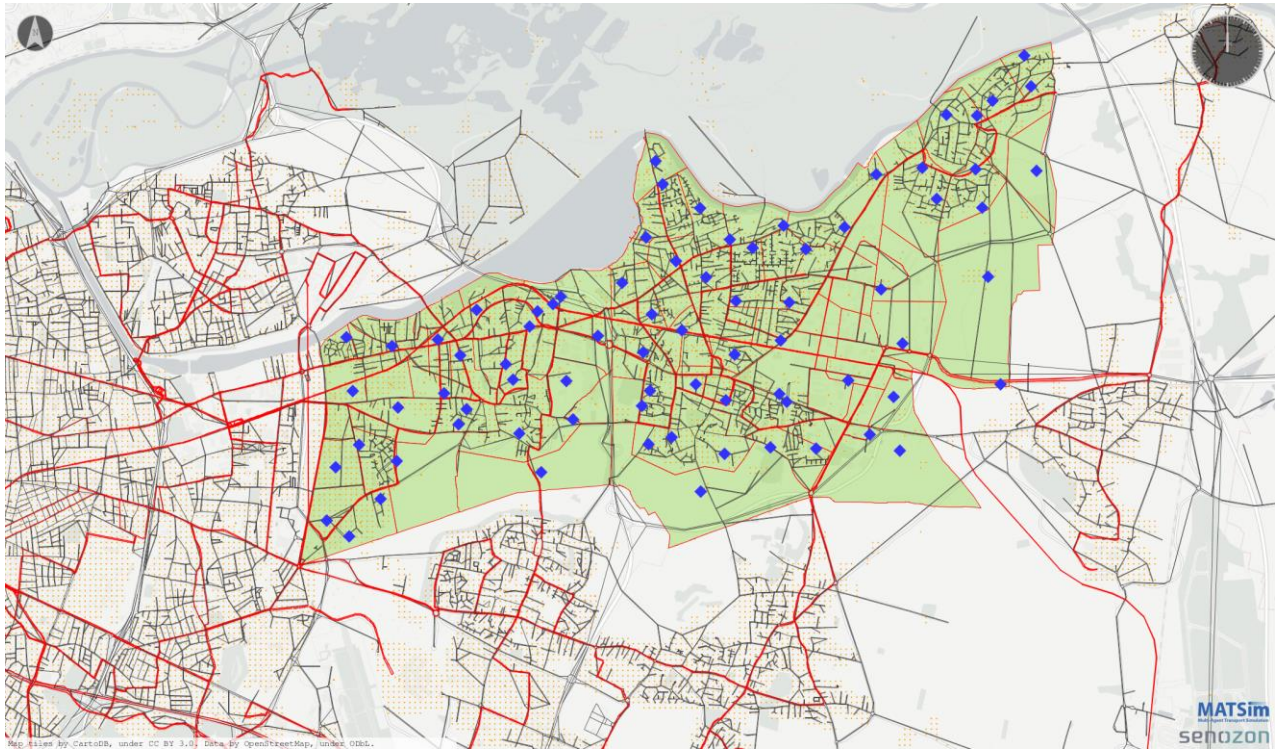 MATSim
Multi-Agent Transport Simulation
senozon
Map tiles by CartoDB, under CC BY 3.0. Data by OpenStreetMap, under ODbL.